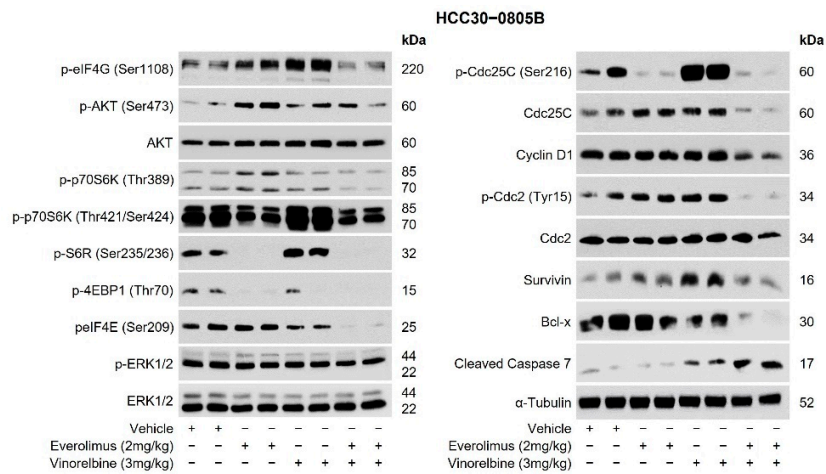 HCC30−0805B
kDa
p-eIF4G (Ser1108) 220
p-AKT (Ser473) 60
AKT 60
p-p70S6K (Thr389) 85
70
p-p70S6K (Thr421/Ser424) 85
70
p-S6R (Ser235/236) 32
p-4EBP1 (Thr70) 15
peIF4E (Ser209) 25
p-ERK1/2 44
22
ERK1/2 44
22
Vehicle + + − − − − − −
Everolimus (2mg/kg) − − + + − − + +
Vinorelbine (3mg/kg) − − − − + + + +
kDa
p-Cdc25C (Ser216) 60
Cdc25C 60
Cyclin D1 36
p-Cdc2 (Tyr15) 34
Cdc2 34
Survivin 16
Bcl-x 30
Cleaved Caspase 7 17
α-Tubulin 52
Vehicle + + − − − − − −
Everolimus (2mg/kg) − − + + − − + +
Vinorelbine (3mg/kg) − − − − + + + +